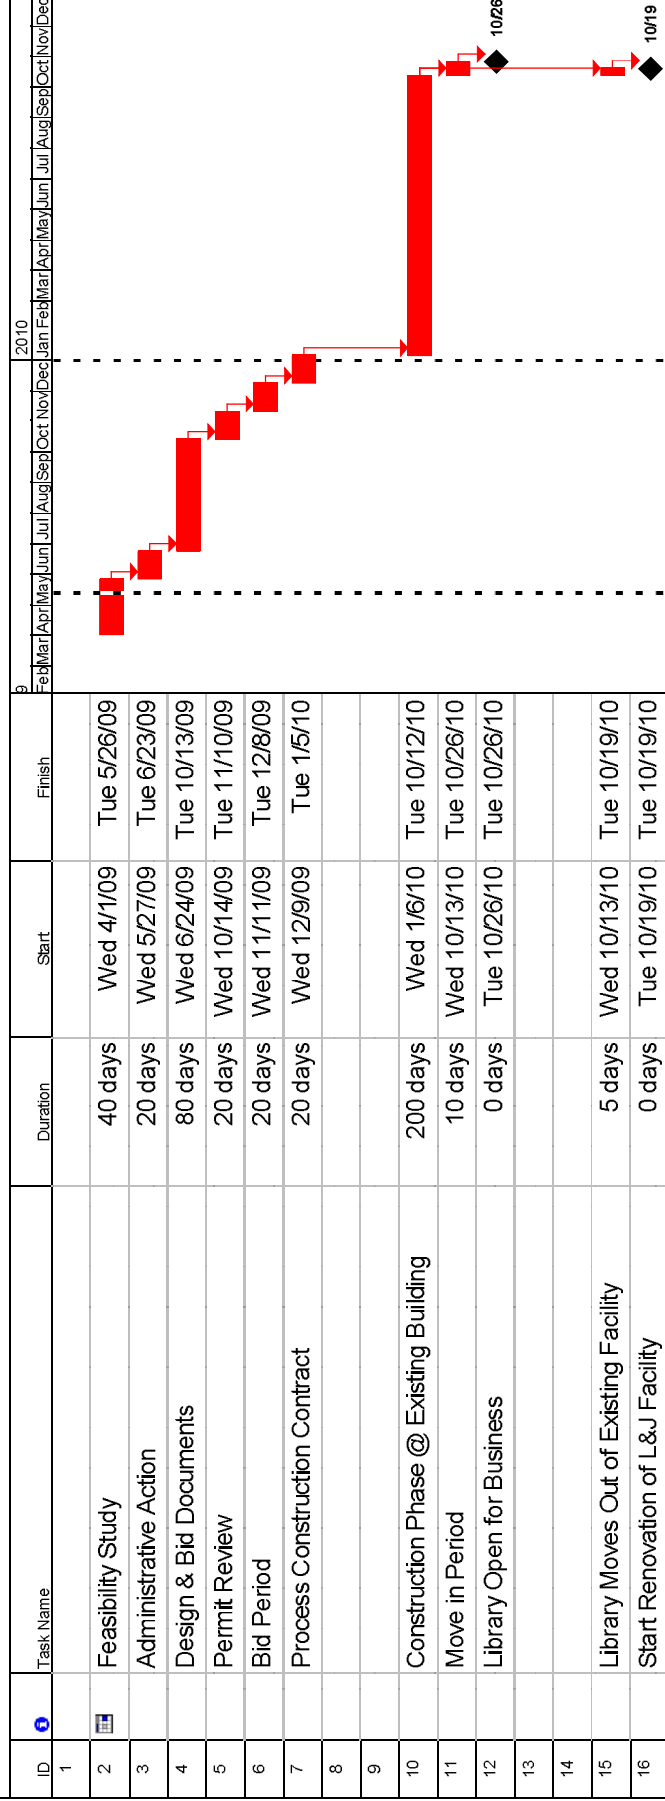 ID Task Name Duration Start Finish 9 2010
Feb Mar Apr May Jun Jul Aug Sep Oct Nov Dec Jan Feb Mar Apr May Jun Jul Aug Sep Oct Nov Dec
1
2 Feasibility Study 40 days Wed 4/1/09 Tue 5/26/09
3 Administrative Action 20 days Wed 5/27/09 Tue 6/23/09
4 Design & Bid Documents 80 days Wed 6/24/09 Tue 10/13/09
5 Permit Review 20 days Wed 10/14/09 Tue 11/10/09
6 Bid Period 20 days Wed 11/11/09 Tue 12/8/09
7 Process Construction Contract 20 days Wed 12/9/09 Tue 1/5/10
8
9
10 Construction Phase @ Existing Building 200 days Wed 1/6/10 Tue 10/12/10
11 Move in Period 10 days Wed 10/13/10 Tue 10/26/10
12 Library Open for Business 0 days Tue 10/26/10 Tue 10/26/10 10/26
13
14
15 Library Moves Out of Existing Facility 5 days Wed 10/13/10 Tue 10/19/10
16 Start Renovation of L&J Facility 0 days Tue 10/19/10 Tue 10/19/10 10/19